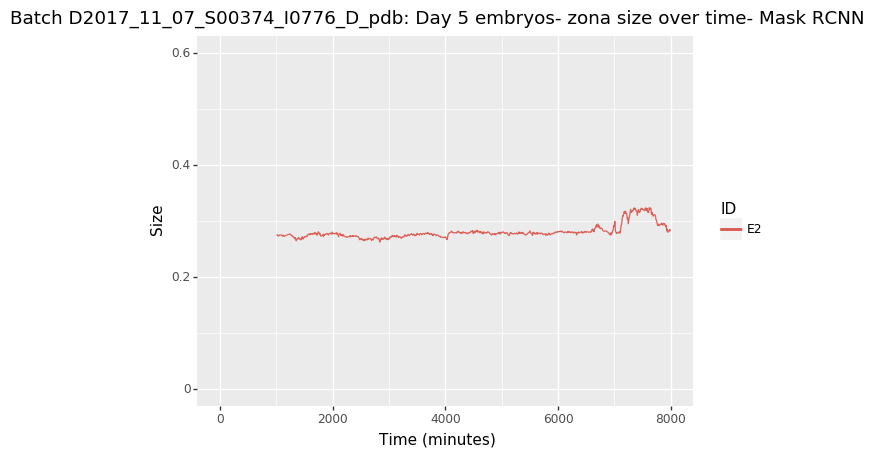 Batch D2017_11_07_S00374_I0776_D_pdb: Day 5 embryos- zona size over time- Mask RCNN
0.6
0.4
0.2
0
Size
0
2000
4000
6000
8000
Time (minutes)
ID
E2